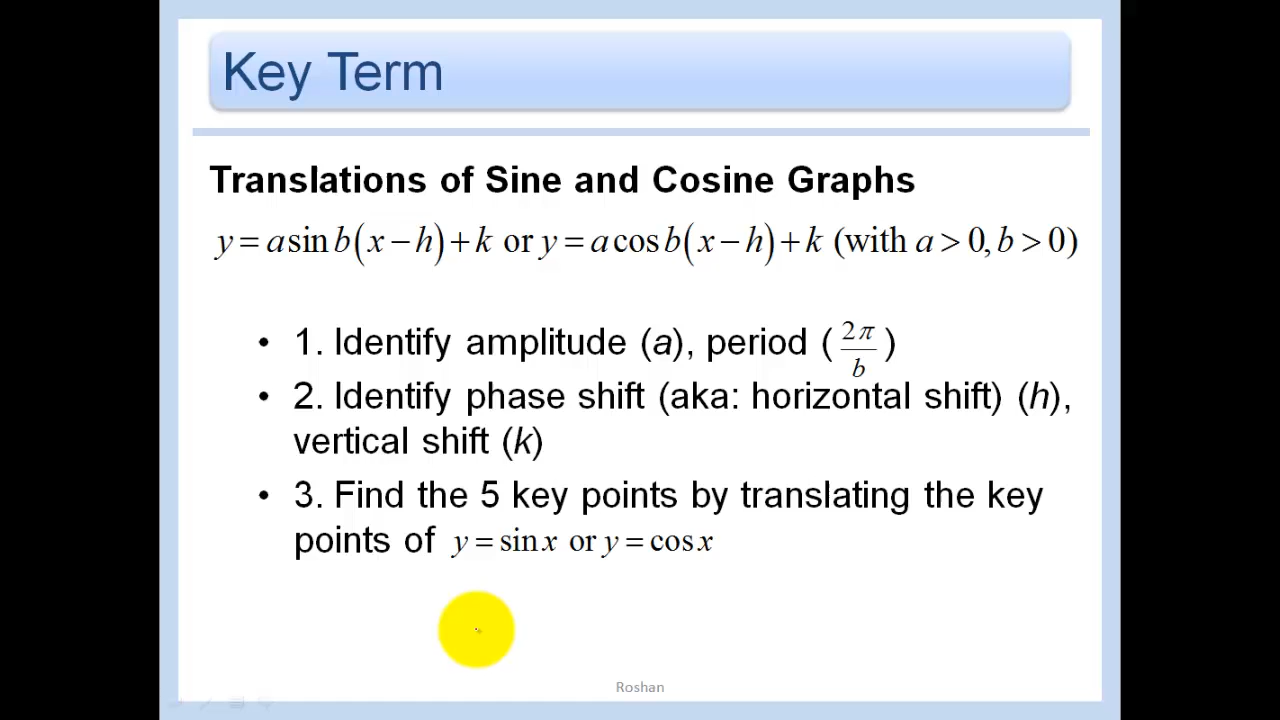 Key Term
Translations of Sine and Cosine Graphs
y = a sin b(x − h) + k or y = a cos b(x − h) + k (with a > 0, b > 0)
• 1. Identify amplitude (a), period ( 2π/b )
• 2. Identify phase shift (aka: horizontal shift) (h),
vertical shift (k)
• 3. Find the 5 key points by translating the key
points of y = sin x or y = cos x
Roshan